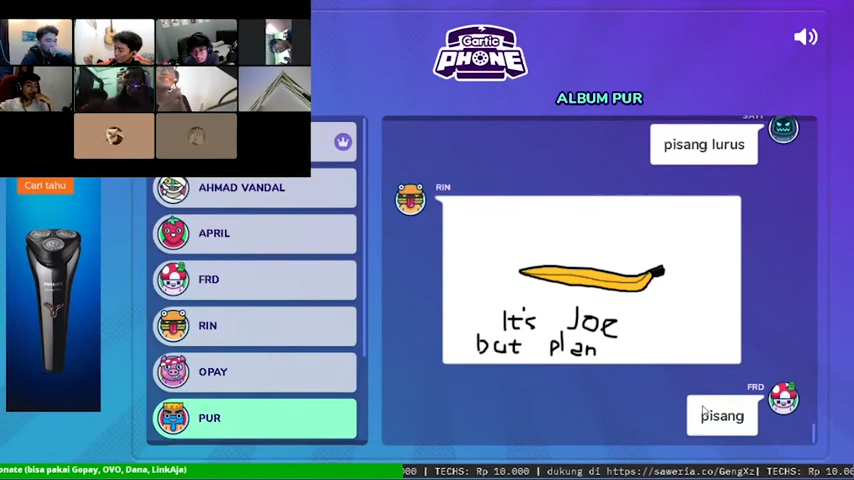 Gartic
PHONE
ALBUM PUR
Cari tahu
PHILIPS
AHMAD VANDAL
APRIL
FRD
RIN
OPAY
PUR
pisang lurus
RIN
It's JOE
but plan
FRD
pisang
onate (bisa pakai Gopay, OVO, Dana, LinkAja)
00 | TECHS: Rp 10.000 | dukung di https://saweria.co/GengXz| TECHS: Rp 10.00